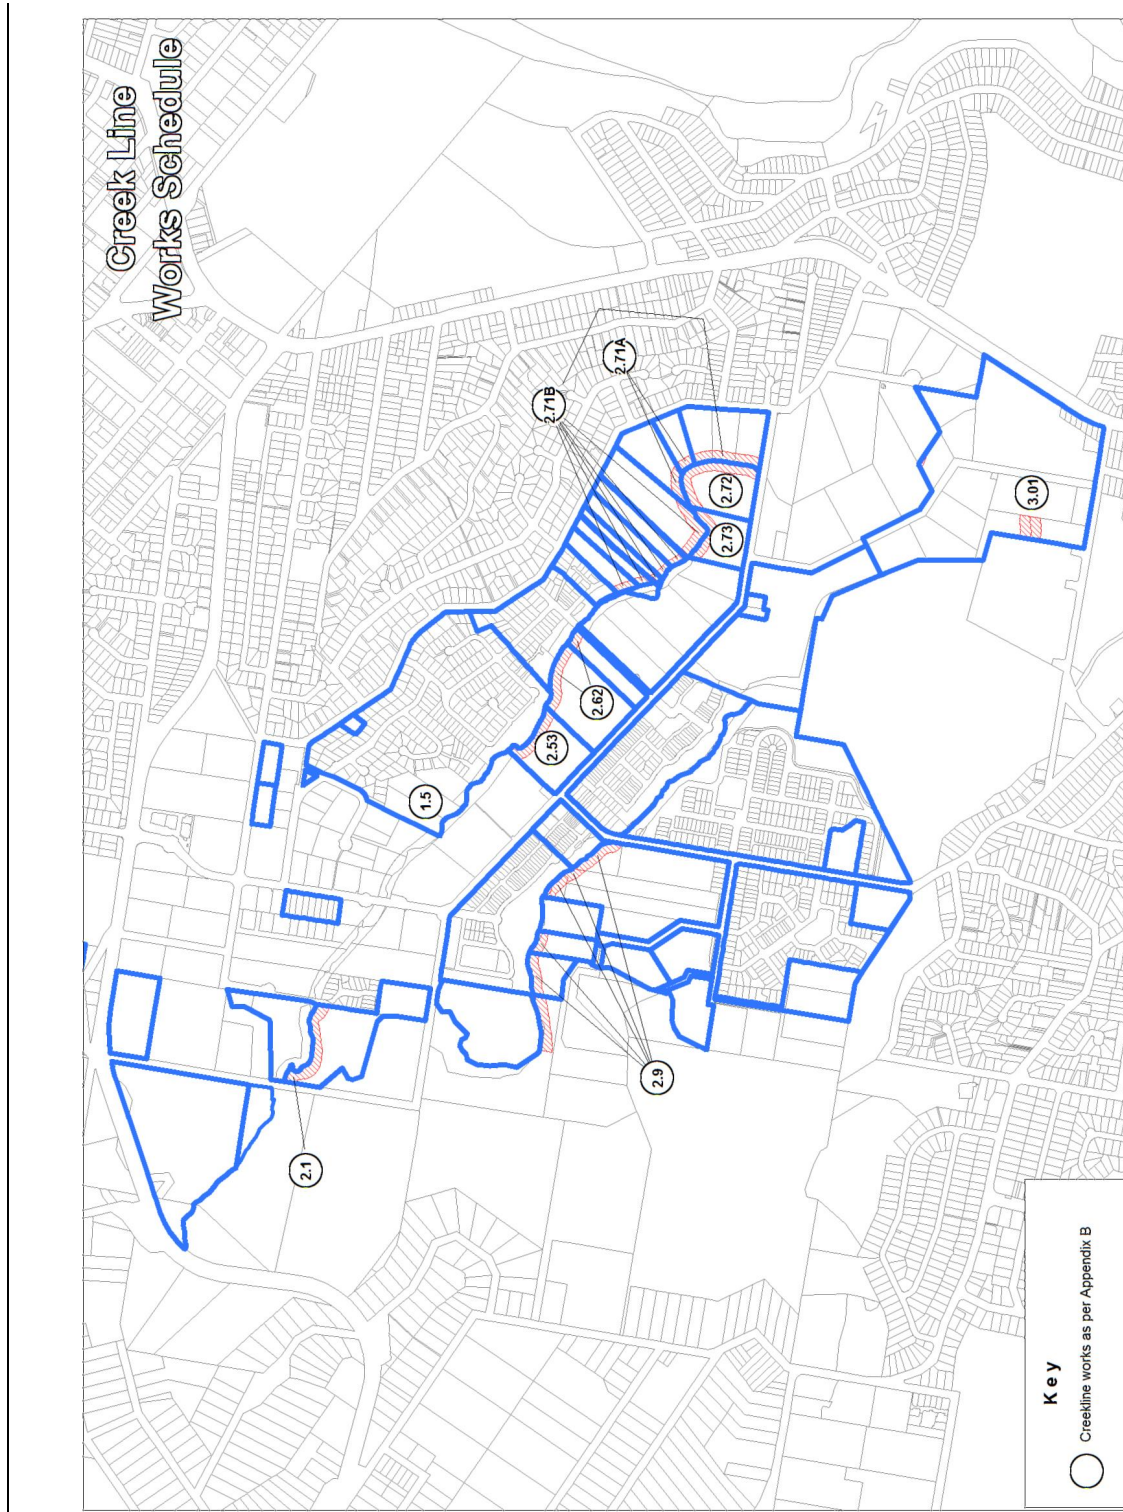 Creek Line
Works Schedule
2.1
2.9
1.5
2.53
2.62
2.73
2.72
2.71B
2.71A
3.01
Key
Creekline works as per Appendix B